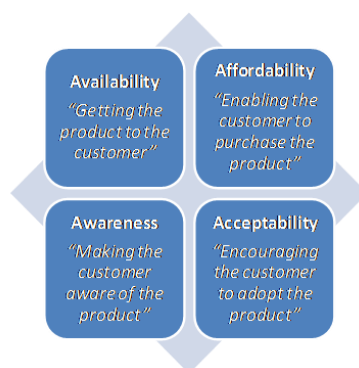 Availability
“Getting the
product to the
customer”
Affordability
“Enabling the
customer to
purchase the
product”
Awareness
“Making the
customer
aware of the
product”
Acceptability
“Encouraging
the customer
to adopt the
product”